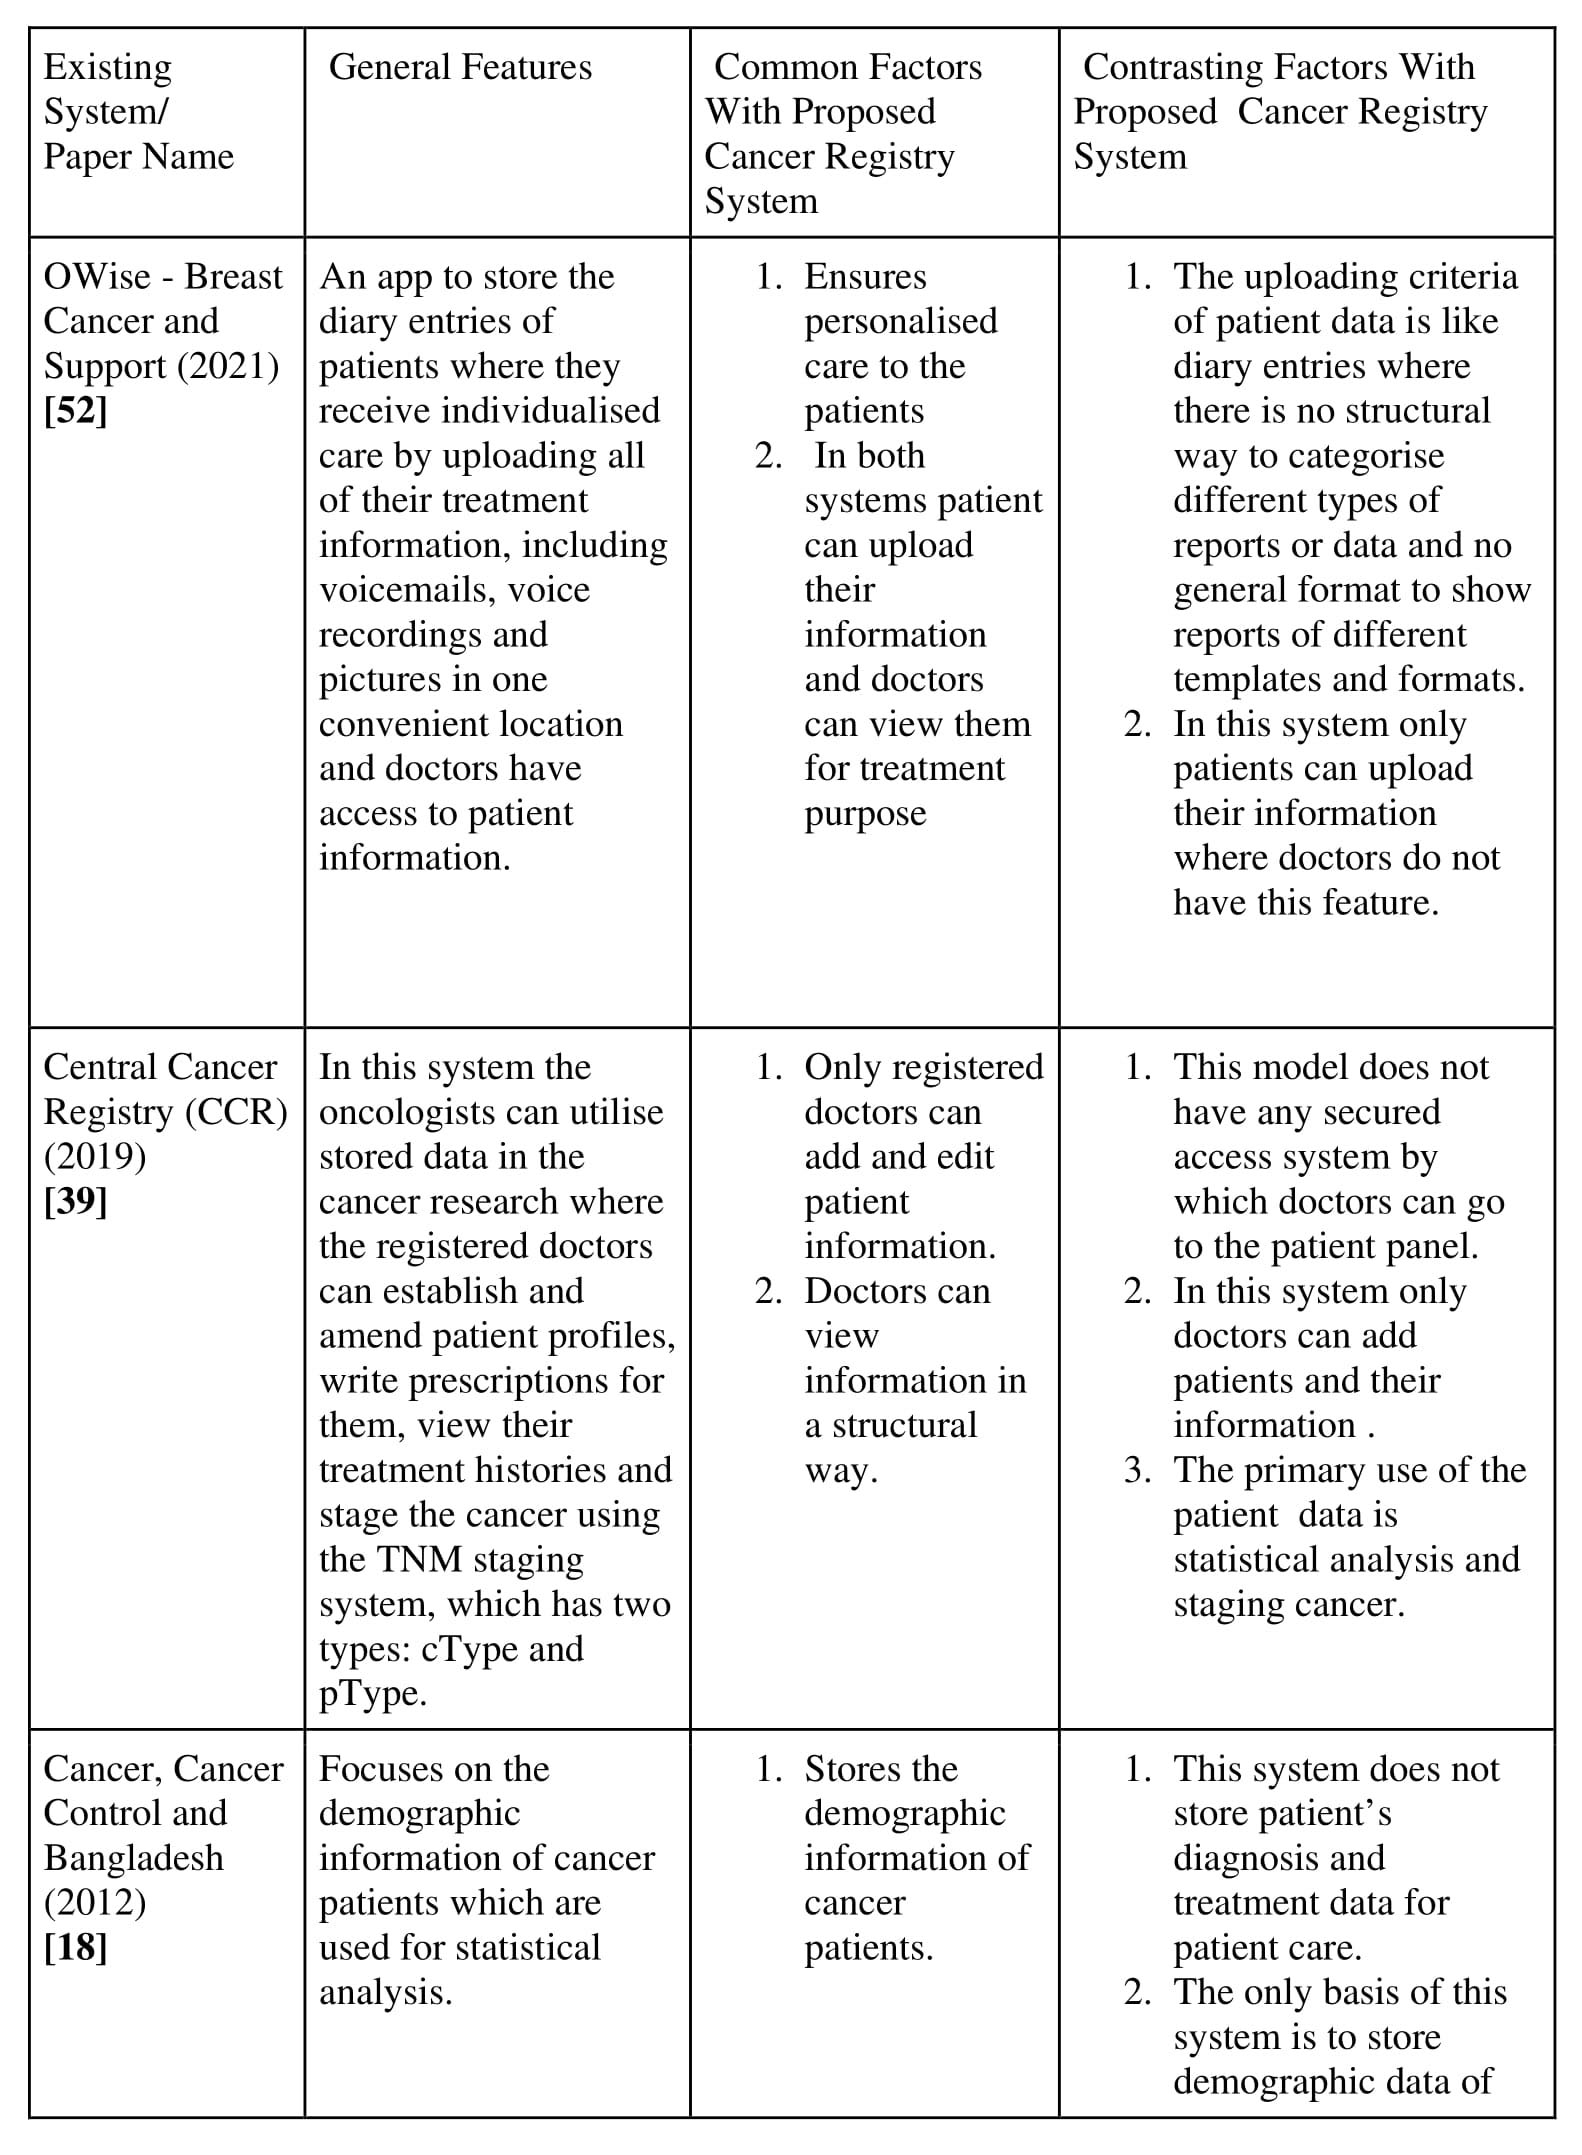 Existing
System/
Paper Name
General Features
Common Factors
With Proposed
Cancer Registry
System
Contrasting Factors With
Proposed  Cancer Registry
System
OWise - Breast
Cancer and
Support (2021)
[52]
An app to store the
diary entries of
patients where they
receive individualised
care by uploading all
of their treatment
information, including
voicemails, voice
recordings and
pictures in one
convenient location
and doctors have
access to patient
information.
1. Ensures
personalised
care to the
patients
2. In both
systems patient
can upload
their
information
and doctors
can view them
for treatment
purpose
1. The uploading criteria
of patient data is like
diary entries where
there is no structural
way to categorise
different types of
reports or data and no
general format to show
reports of different
templates and formats.
2. In this system only
patients can upload
their information
where doctors do not
have this feature.
Central Cancer
Registry (CCR)
(2019)
[39]
In this system the
oncologists can utilise
stored data in the
cancer research where
the registered doctors
can establish and
amend patient profiles,
write prescriptions for
them, view their
treatment histories and
stage the cancer using
the TNM staging
system, which has two
types: cType and
pType.
1. Only registered
doctors can
add and edit
patient
information.
2. Doctors can
view
information in
a structural
way.
1. This model does not
have any secured
access system by
which doctors can go
to the patient panel.
2. In this system only
doctors can add
patients and their
information .
3. The primary use of the
patient  data is
statistical analysis and
staging cancer.
Cancer, Cancer
Control and
Bangladesh
(2012)
[18]
Focuses on the
demographic
information of cancer
patients which are
used for statistical
analysis.
1. Stores the
demographic
information of
cancer
patients.
1. This system does not
store patient’s
diagnosis and
treatment data for
patient care.
2. The only basis of this
system is to store
demographic data of